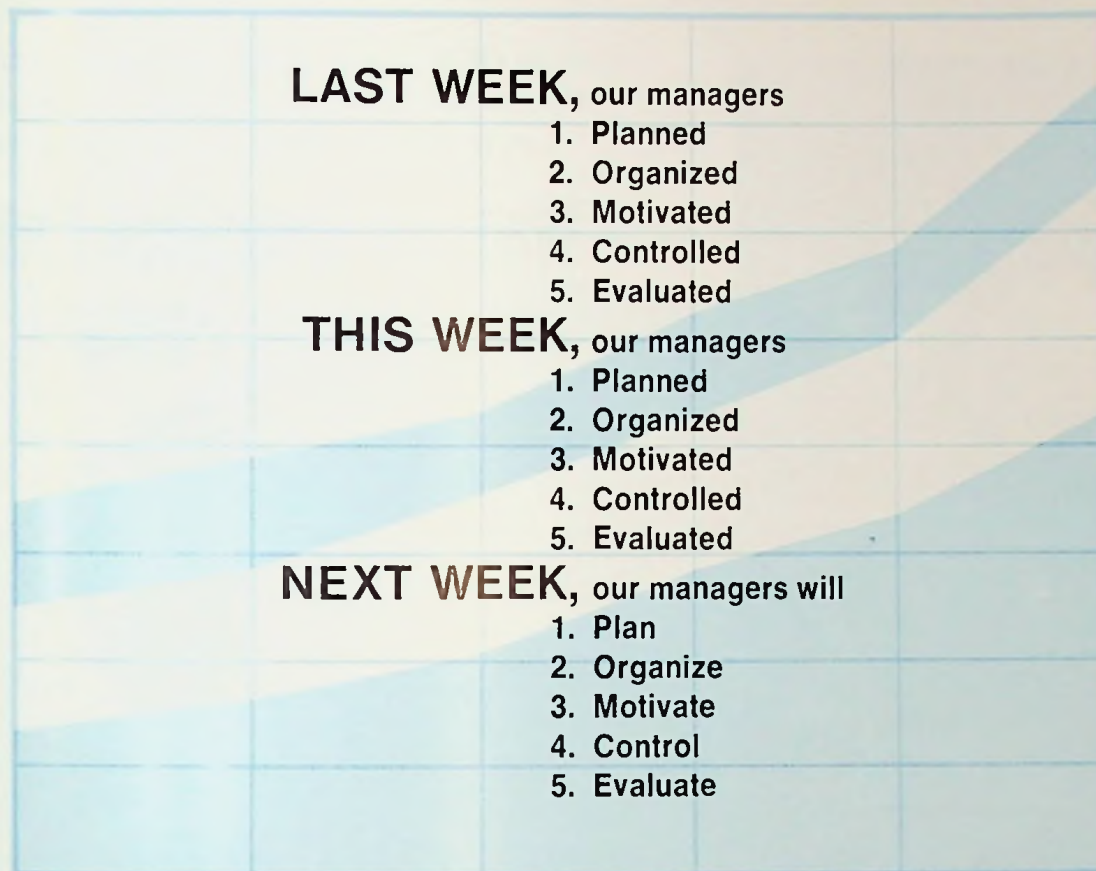 LAST WEEK, our managers
1. Planned
2. Organized
3. Motivated
4. Controlled
5. Evaluated
THIS WEEK, our managers
1. Planned
2. Organized
3. Motivated
4. Controlled
5. Evaluated
NEXT WEEK, our managers will
1. Plan
2. Organize
3. Motivate
4. Control
5. Evaluate